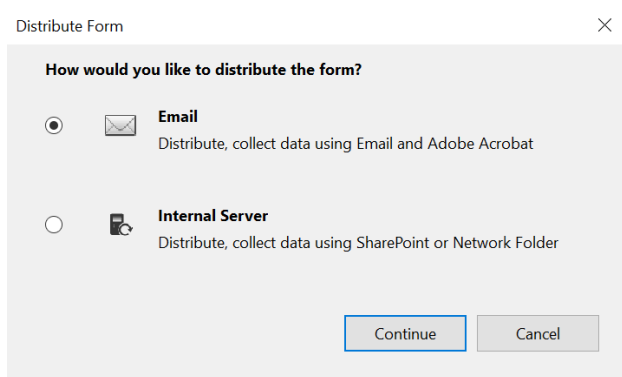 Distribute Form
How would you like to distribute the form?
Email
Distribute, collect data using Email and Adobe Acrobat
Internal Server
Distribute, collect data using SharePoint or Network Folder
Continue
Cancel